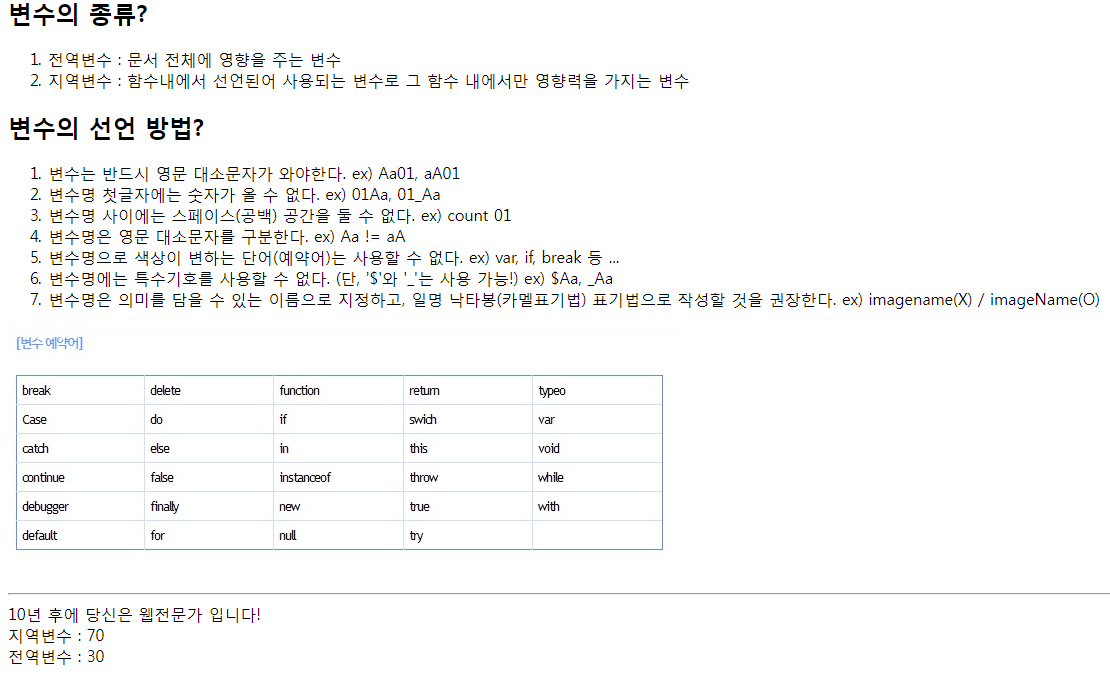 변수의 종류?
1. 전역변수 : 문서 전체에 영향을 주는 변수
2. 지역변수 : 함수내에서 선언된어 사용되는 변수로 그 함수 내에서만 영향력을 가지는 변수
변수의 선언 방법?
1. 변수는 반드시 영문 대소문자가 와야한다. ex) Aa01, aA01
2. 변수명 첫글자에는 숫자가 올 수 없다. ex) 01Aa, 01_Aa
3. 변수명 사이에는 스페이스(공백) 공간을 둘 수 없다. ex) count 01
4. 변수명은 영문 대소문자를 구분한다. ex) Aa != aA
5. 변수명으로 색상이 변하는 단어(예약어)는 사용할 수 없다. ex) var, if, break 등 ...
6. 변수명에는 특수기호를 사용할 수 없다. (단, '$'와 '_'는 사용 가능!) ex) $Aa, _Aa
7. 변수명은 의미를 담을 수 있는 이름으로 지정하고, 일명 낙타봉(카멜표기법) 표기법으로 작성할 것을 권장한다. ex) imagename(X) / imageName(O)
[변수 예약어]
break delete function return typeo
Case do if swich var
catch else in this void
continue false instanceof throw while
debugger finally new true with
default for null try
10년 후에 당신은 웹전문가 입니다!
지역변수 : 70
전역변수 : 30